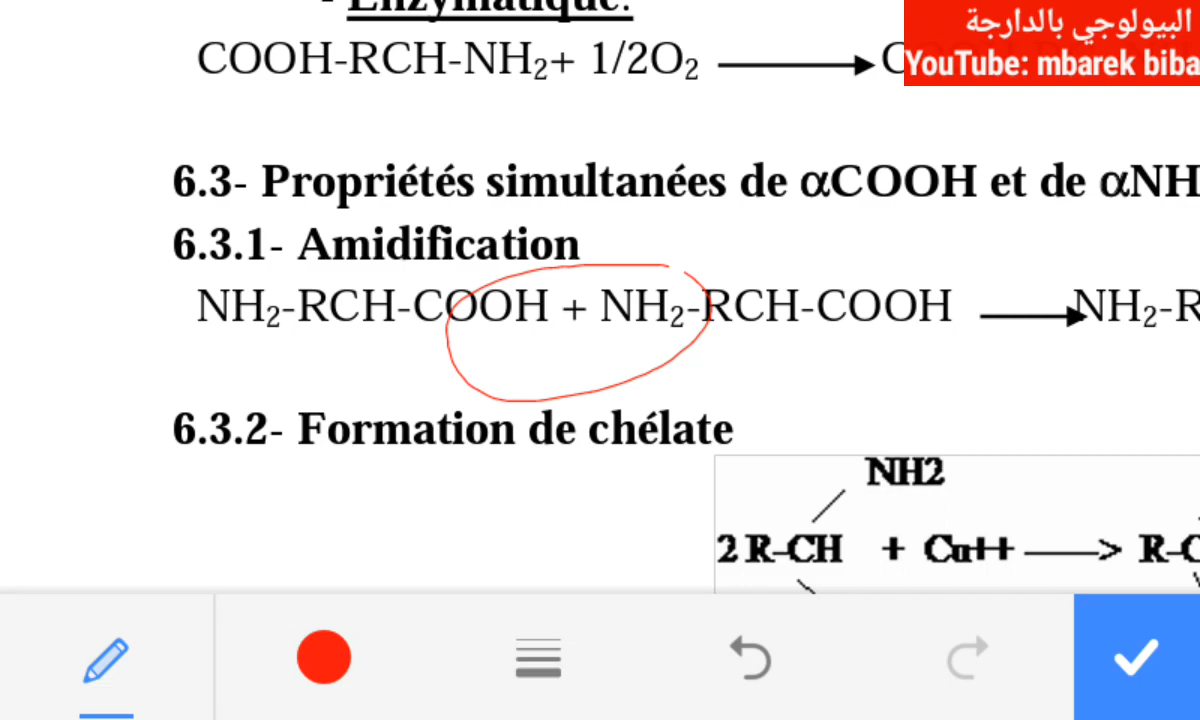 البيولوجي بالدارجة
YouTube: mbarek biba
- Enzymatique:
COOH-RCH-NH₂+ 1/2O₂ ⟶ C
6.3- Propriétés simultanées de αCOOH et de αNH
6.3.1- Amidification
NH₂-RCH-COOH + NH₂-RCH-COOH ⟶ NH₂-R
6.3.2- Formation de chélate
NH2
2 R-CH + Cu++ ——> R-C